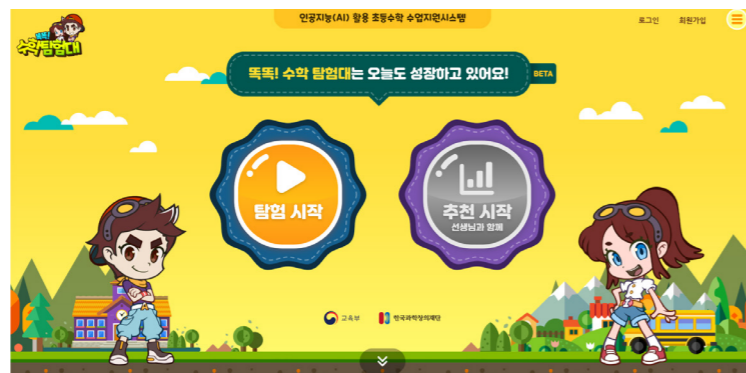 똑똑!
수학탐험대
인공지능(AI) 활용 초등수학 수업지원시스템
로그인 회원가입
똑똑! 수학 탐험대는 오늘도 성장하고 있어요!
BETA
탐험 시작
추천 시작
선생님과 함께
교육부
한국과학창의재단